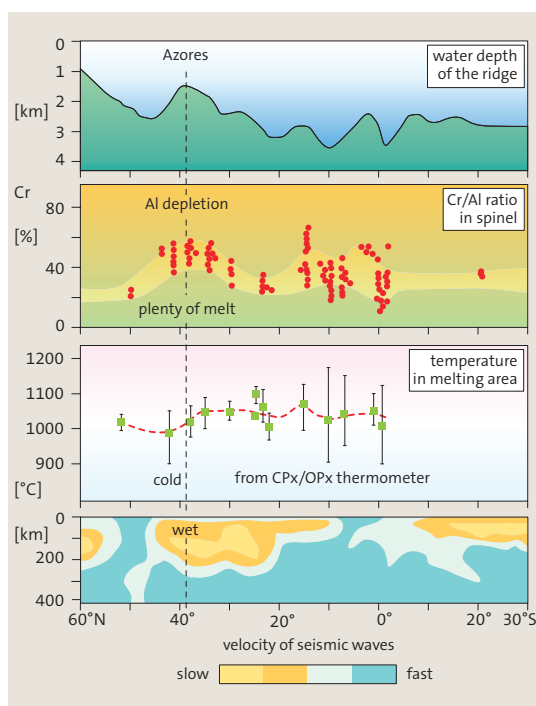 0
1
[km]
2
3
4
Azores
water depth
of the ridge
Cr
80
[%]
40
0
Al depletion
plenty of melt
Cr/Al ratio
in spinel
1200
1100
1000
900
[°C]
temperature
in melting area
cold
from CPx/OPx thermometer
[km]
0
200
400
wet
60°N
40°
20°
0°
20°
30°S
velocity of seismic waves
slow
fast